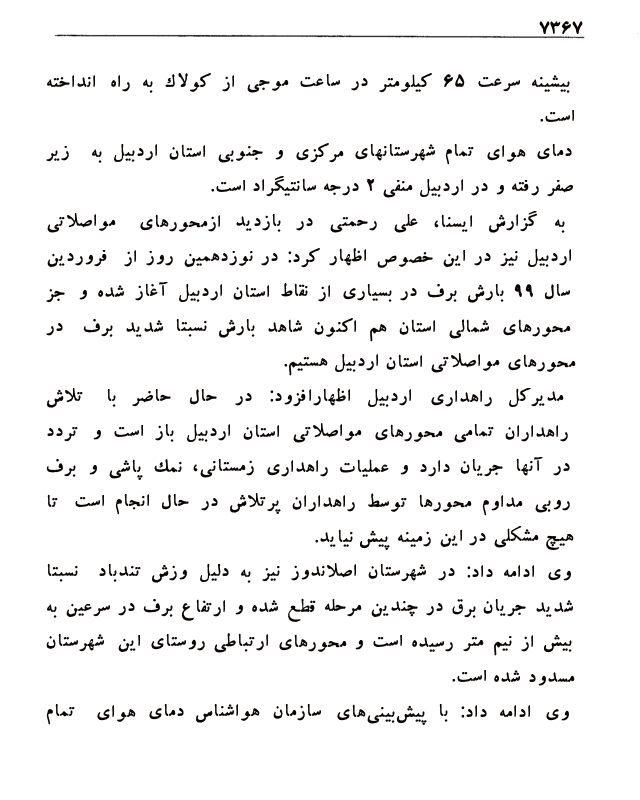 ۷۳۶۷
بیشینه سرعت ۶۵ کیلومتر در ساعت موجی از کولاك به راه انداخته
است.
دمای هوای تمام شهرستانهای مرکزی و جنوبی استان اردبیل به زیر
صفر رفته و در اردبیل منفی ۲ درجه سانتیگراد است.
به گزارش ایسنا، علی رحمتی در بازدید ازمحورهای مواصلاتی
اردبیل نیز در این خصوص اظهار کرد: در نوزدهمین روز از فروردین
سال ۹۹ بارش برف در بسیاری از نقاط استان اردبیل آغاز شده و جز
محورهای شمالی استان هم اکنون شاهد بارش نسبتا شدید برف در
محورهای مواصلاتی استان اردبیل هستیم.
مدیرکل راهداری اردبیل اظهارافزود: در حال حاضر با تلاش
راهداران تمامی محورهای مواصلاتی استان اردبیل باز است و تردد
در آنها جریان دارد و عملیات راهداری زمستانی، نمك پاشی و برف
روبی مداوم محورها توسط راهداران پرتلاش در حال انجام است تا
هیچ مشکلی در این زمینه پیش نیاید.
وی ادامه داد: در شهرستان اصلاندوز نیز به دلیل وزش تندباد نسبتا
شدید جریان برق در چندین مرحله قطع شده و ارتفاع برف در سرعین به
بیش از نیم متر رسیده است و محورهای ارتباطی روستای این شهرستان
مسدود شده است.
وی ادامه داد: با پیش‌بینی‌های سازمان هواشناس دمای هوای تمام